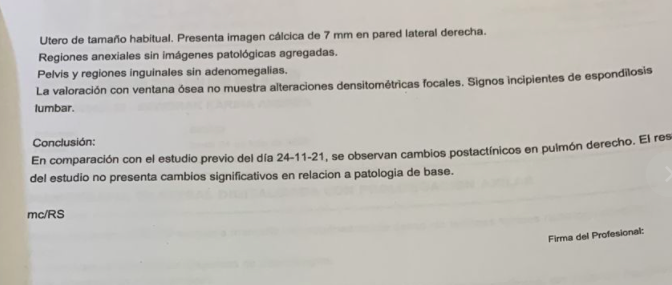 Utero de tamaño habitual. Presenta imagen cálcica de 7 mm en pared lateral derecha.
Regiones anexiales sin imágenes patológicas agregadas.
Pelvis y regiones inguinales sin adenomegalias.
La valoración con ventana ósea no muestra alteraciones densitométricas focales. Signos incipientes de espondilosis
lumbar.
Conclusión:
En comparación con el estudio previo del día 24-11-21, se observan cambios postactínicos en pulmón derecho. El res
del estudio no presenta cambios significativos en relacion a patologia de base.
mc/RS
Firma del Profesional: